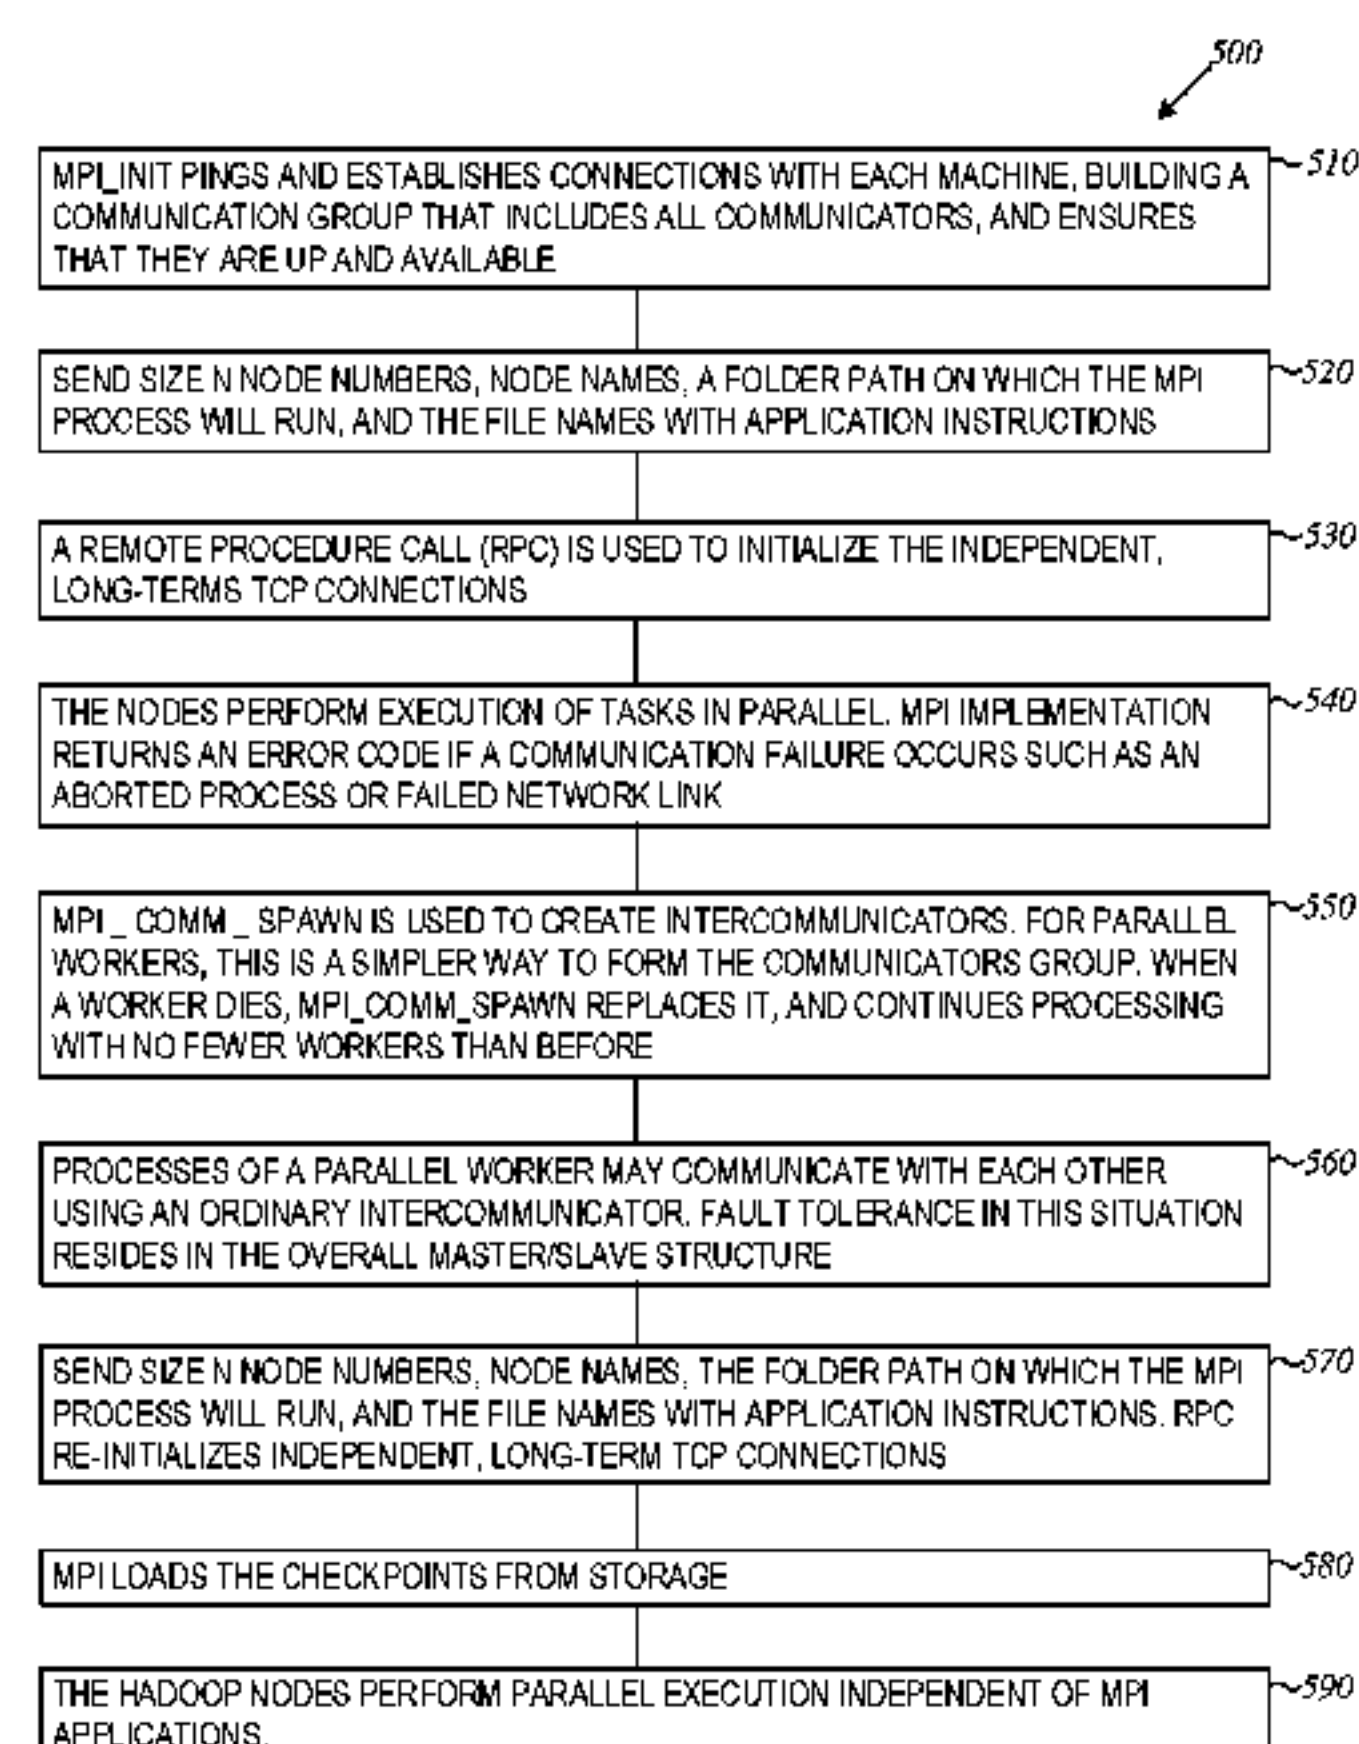 500
510
MPI_INIT PINGS AND ESTABLISHES CONNECTIONS WITH EACH MACHINE, BUILDING A
COMMUNICATION GROUP THAT INCLUDES ALL COMMUNICATORS, AND ENSURES
THAT THEY ARE UP AND AVAILABLE
520
SEND SIZE N NODE NUMBERS, NODE NAMES, A FOLDER PATH ON WHICH THE MPI
PROCESS WILL RUN, AND THE FILE NAMES WITH APPLICATION INSTRUCTIONS
530
A REMOTE PROCEDURE CALL (RPC) IS USED TO INITIALIZE THE INDEPENDENT,
LONG-TERMS TCP CONNECTIONS
540
THE NODES PERFORM EXECUTION OF TASKS IN PARALLEL. MPI IMPLEMENTATION
RETURNS AN ERROR CODE IF A COMMUNICATION FAILURE OCCURS SUCH AS AN
ABORTED PROCESS OR FAILED NETWORK LINK
550
MPI _ COMM _ SPAWN IS USED TO CREATE INTERCOMMUNICATORS. FOR PARALLEL
WORKERS, THIS IS A SIMPLER WAY TO FORM THE COMMUNICATORS GROUP. WHEN
A WORKER DIES, MPI_COMM_SPAWN REPLACES IT, AND CONTINUES PROCESSING
WITH NO FEWER WORKERS THAN BEFORE
560
PROCESSES OF A PARALLEL WORKER MAY COMMUNICATE WITH EACH OTHER
USING AN ORDINARY INTERCOMMUNICATOR. FAULT TOLERANCE IN THIS SITUATION
RESIDES IN THE OVERALL MASTER/SLAVE STRUCTURE
570
SEND SIZE N NODE NUMBERS, NODE NAMES, THE FOLDER PATH ON WHICH THE MPI
PROCESS WILL RUN, AND THE FILE NAMES WITH APPLICATION INSTRUCTIONS. RPC
RE-INITIALIZES INDEPENDENT, LONG-TERM TCP CONNECTIONS
580
MPI LOADS THE CHECKPOINTS FROM STORAGE
590
THE HADOOP NODES PERFORM PARALLEL EXECUTION INDEPENDENT OF MPI
APPLICATIONS.